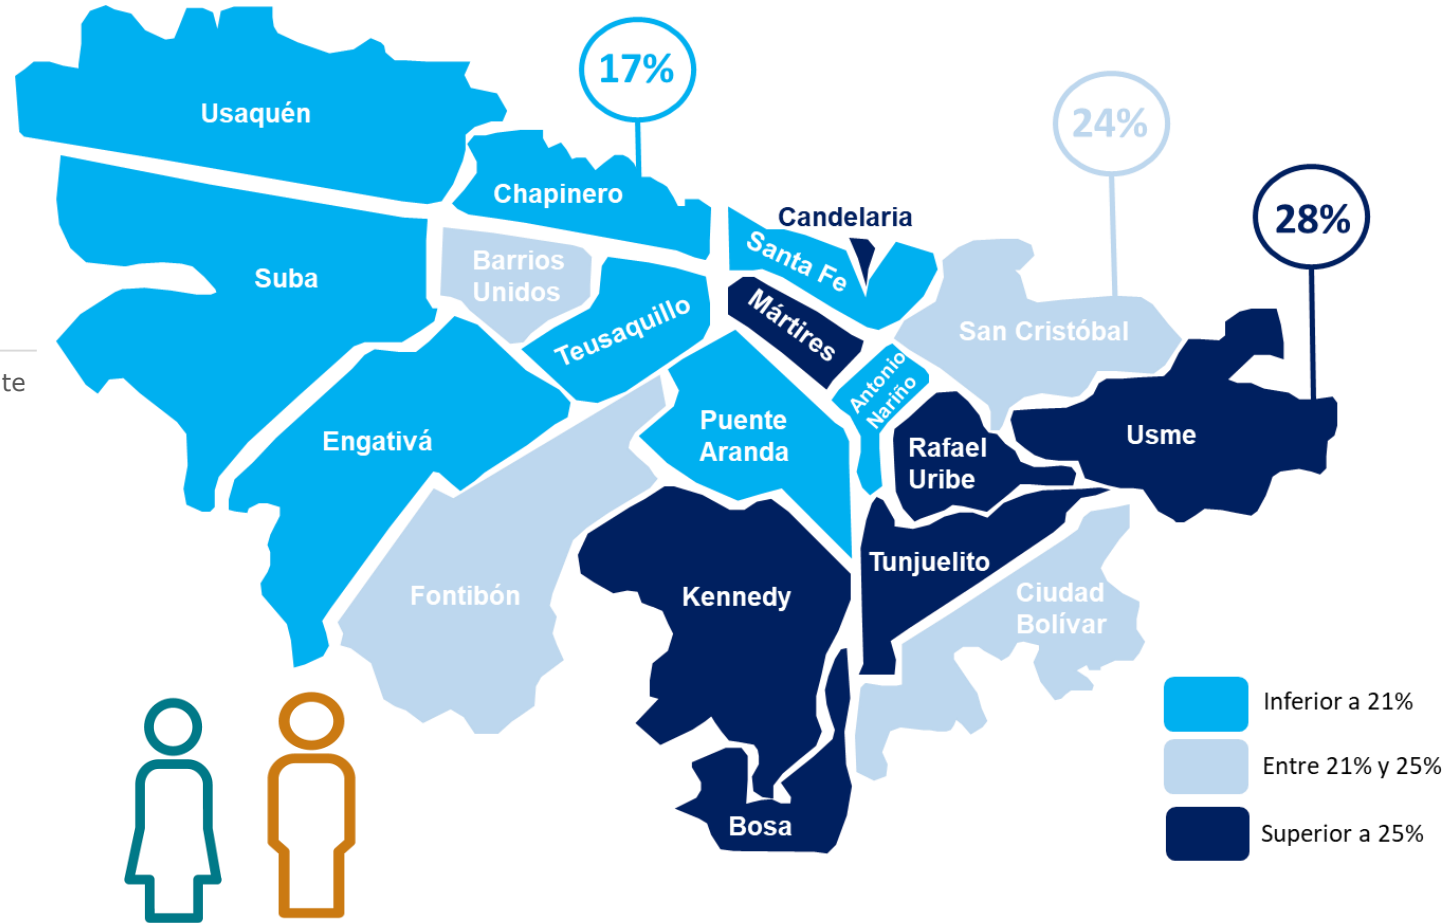 17%
24%
28%
Usaquén
Chapinero
Candelaria
Santa Fe
Suba
Barrios
Unidos
Teusaquillo
Mártires
San Cristóbal
te
Antonio
Nariño
Engativá
Puente
Aranda
Rafael
Uribe
Usme
Fontibón
Kennedy
Tunjuelito
Ciudad
Bolívar
Bosa
Inferior a 21%
Entre 21% y 25%
Superior a 25%